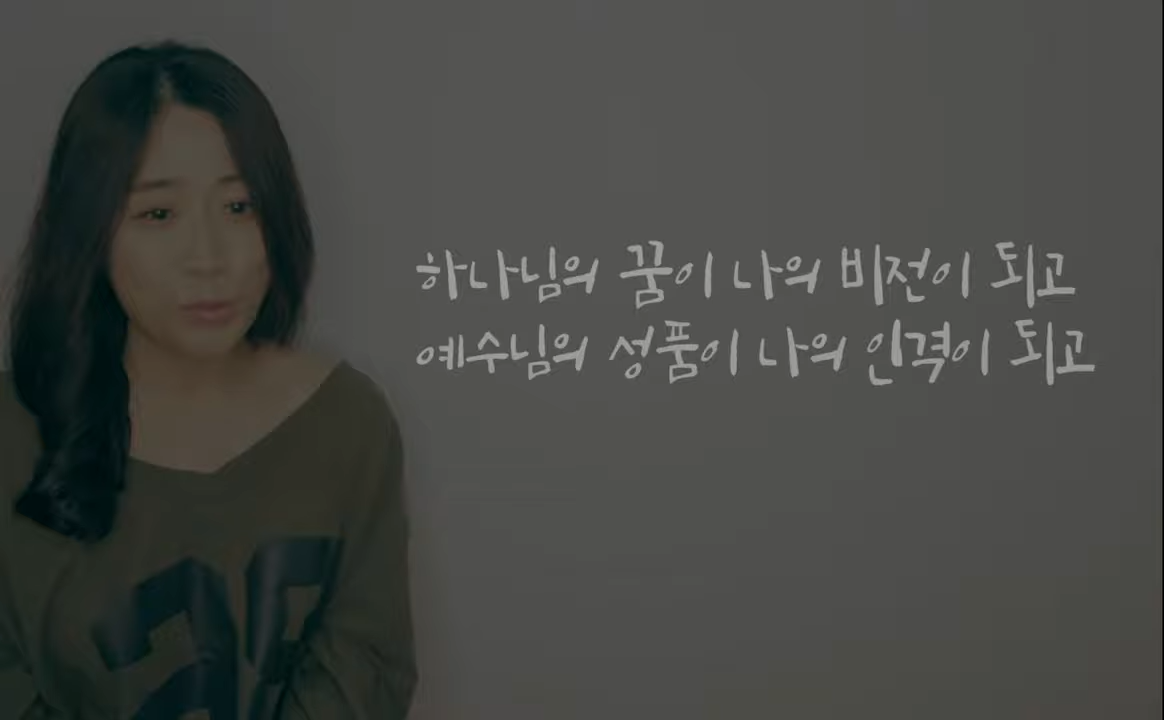 하나님의 꿈이 나의 비전이 되고
예수님의 성품이 나의 인격이 되고